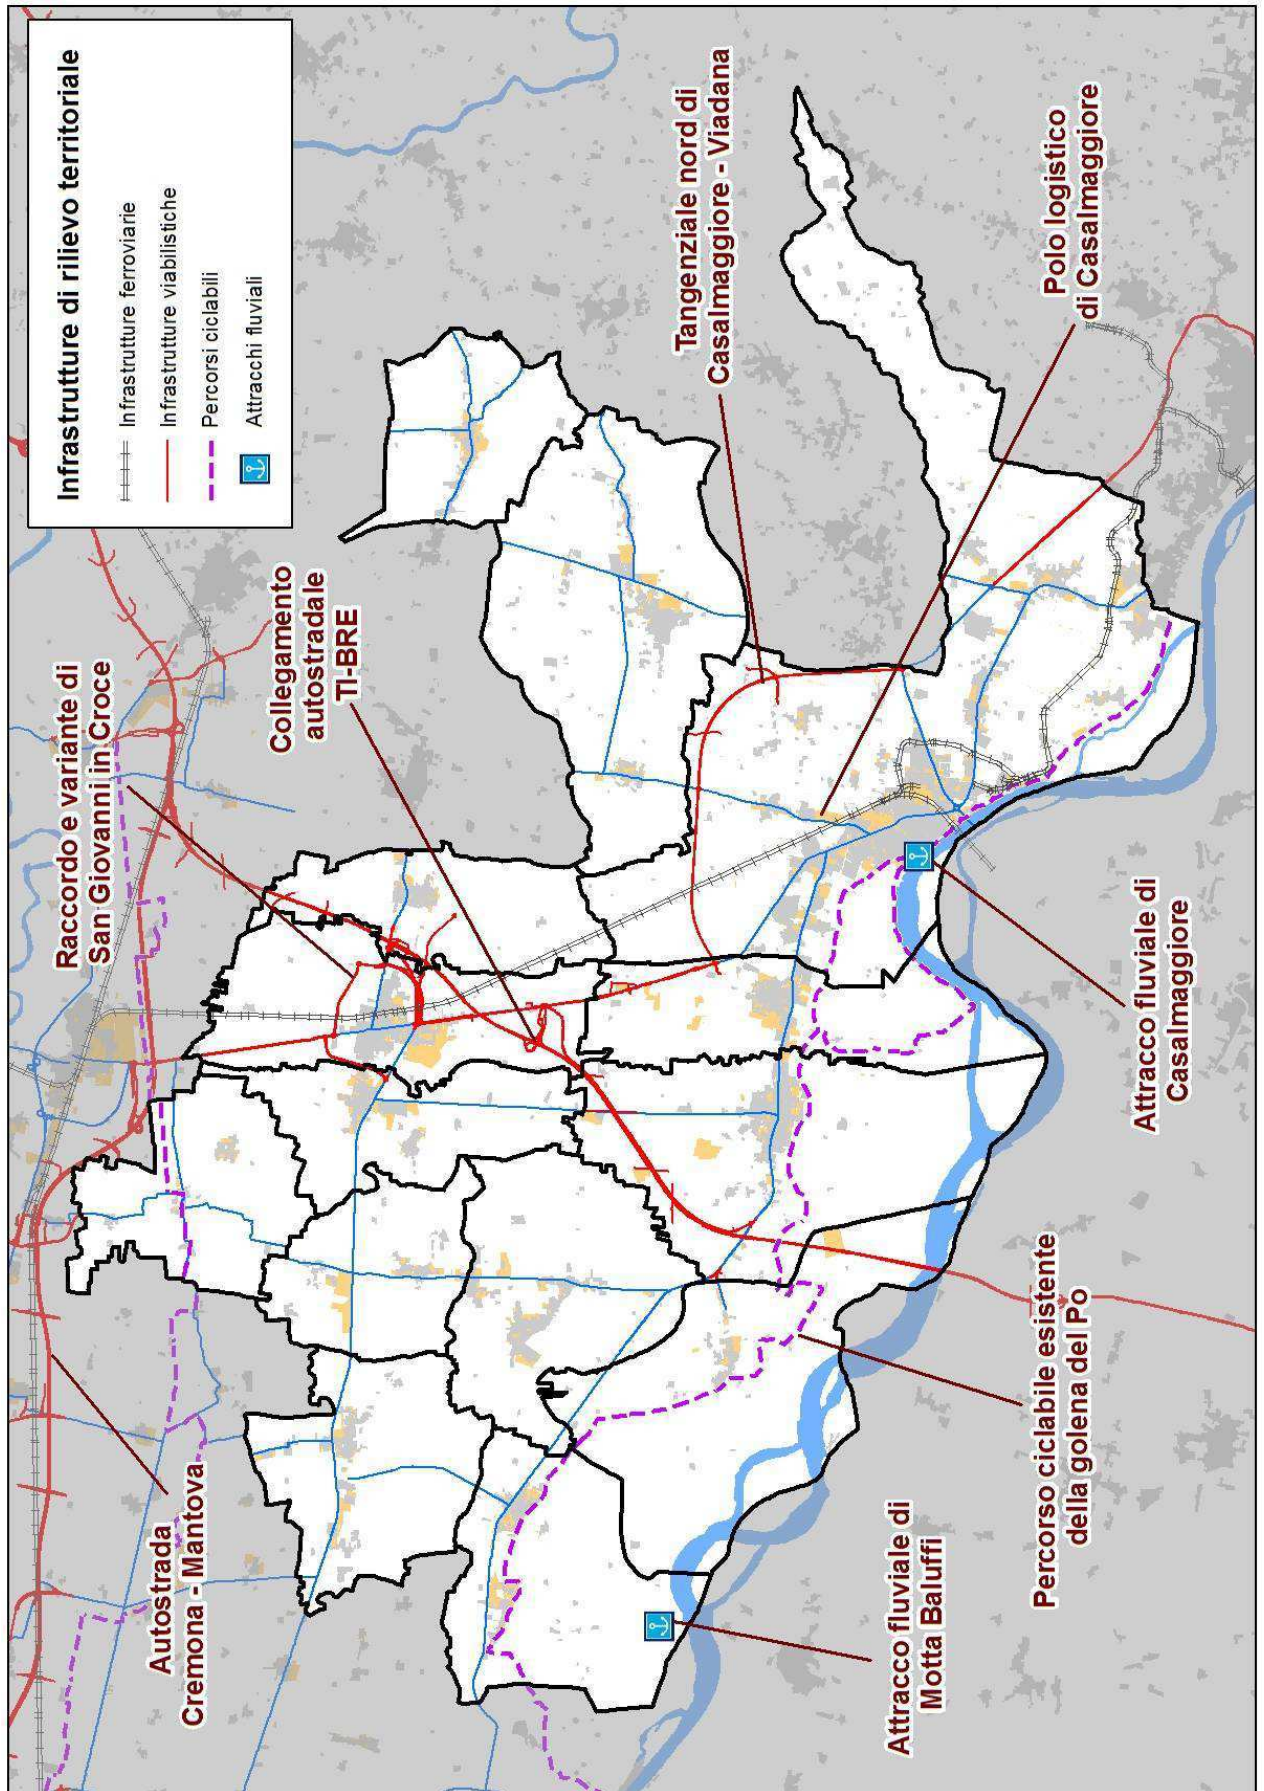 Infrastrutture di rilievo territoriale
Infrastrutture ferroviarie
Infrastrutture viabilistiche
Percorsi ciclabili
Attracchi fluviali
Autostrada
Cremona - Mantova
Raccordo e variante di
San Giovanni in Croce
Collegamento
autostradale
TI-BRE
Tangenziale nord di
Casalmaggiore - Viadana
Polo logistico
di Casalmaggiore
Attracco fluviale di
Motta Baluffi
Percorso ciclabile esistente
della golena del Po
Attracco fluviale di
Casalmaggiore